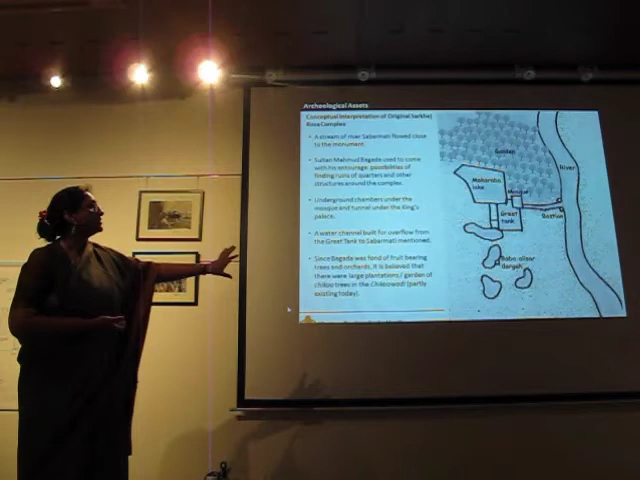 Archeological Assets
Conceptual Interpretation of Original Sarkhej
Roza Complex
• A stream of river Sabarmati flowed close
to the monument.
• Sultan Mahmud Begada used to come
with his entourage, possibilities of
finding ruins of quarters and other
structures around the complex.
• Underground chambers under the
mosque and tunnel under the King's
palace.
• A water channel built for overflow from
the Great Tank to Sabarmati mentioned.
• Since Begada was fond of fruit bearing
trees and orchards, it is believed that
there were large plantations / garden of
chikoo trees in the Chikoowadi (partly
existing today).
Garden
River
Makaraba
lake
Great
tank
Baba alisar
dargah